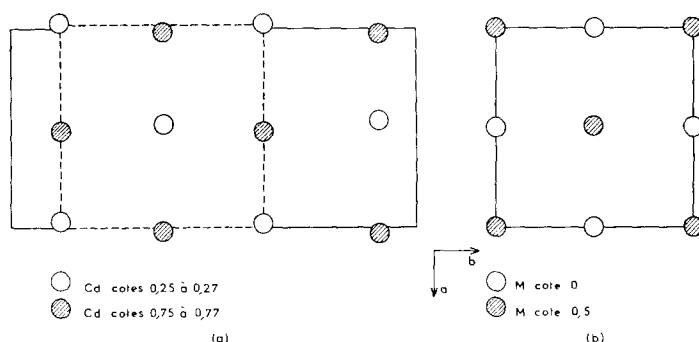 b
a
Cd cotes 0,25 à 0,27
Cd cotes 0,75 à 0,77
(a)
M cote 0
M cote 0,5
(b)